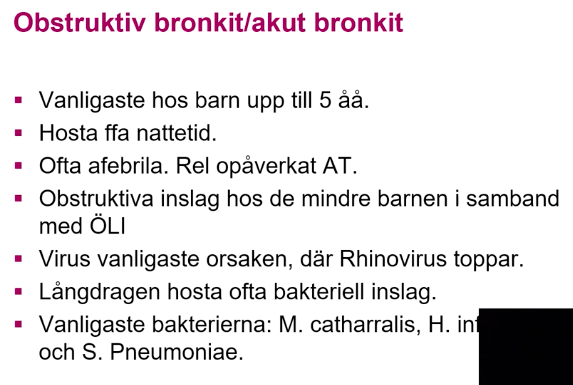 Obstruktiv bronkit/akut bronkit
▪ Vanligaste hos barn upp till 5 åå.
▪ Hosta ffa nattetid.
▪ Ofta afebrila. Rel opåverkat AT.
▪ Obstruktiva inslag hos de mindre barnen i samband
med ÖLI
▪ Virus vanligaste orsaken, där Rhinovirus toppar.
▪ Långdragen hosta ofta bakteriell inslag.
▪ Vanligaste bakterierna: M. catharralis, H.
och S. Pneumoniae.